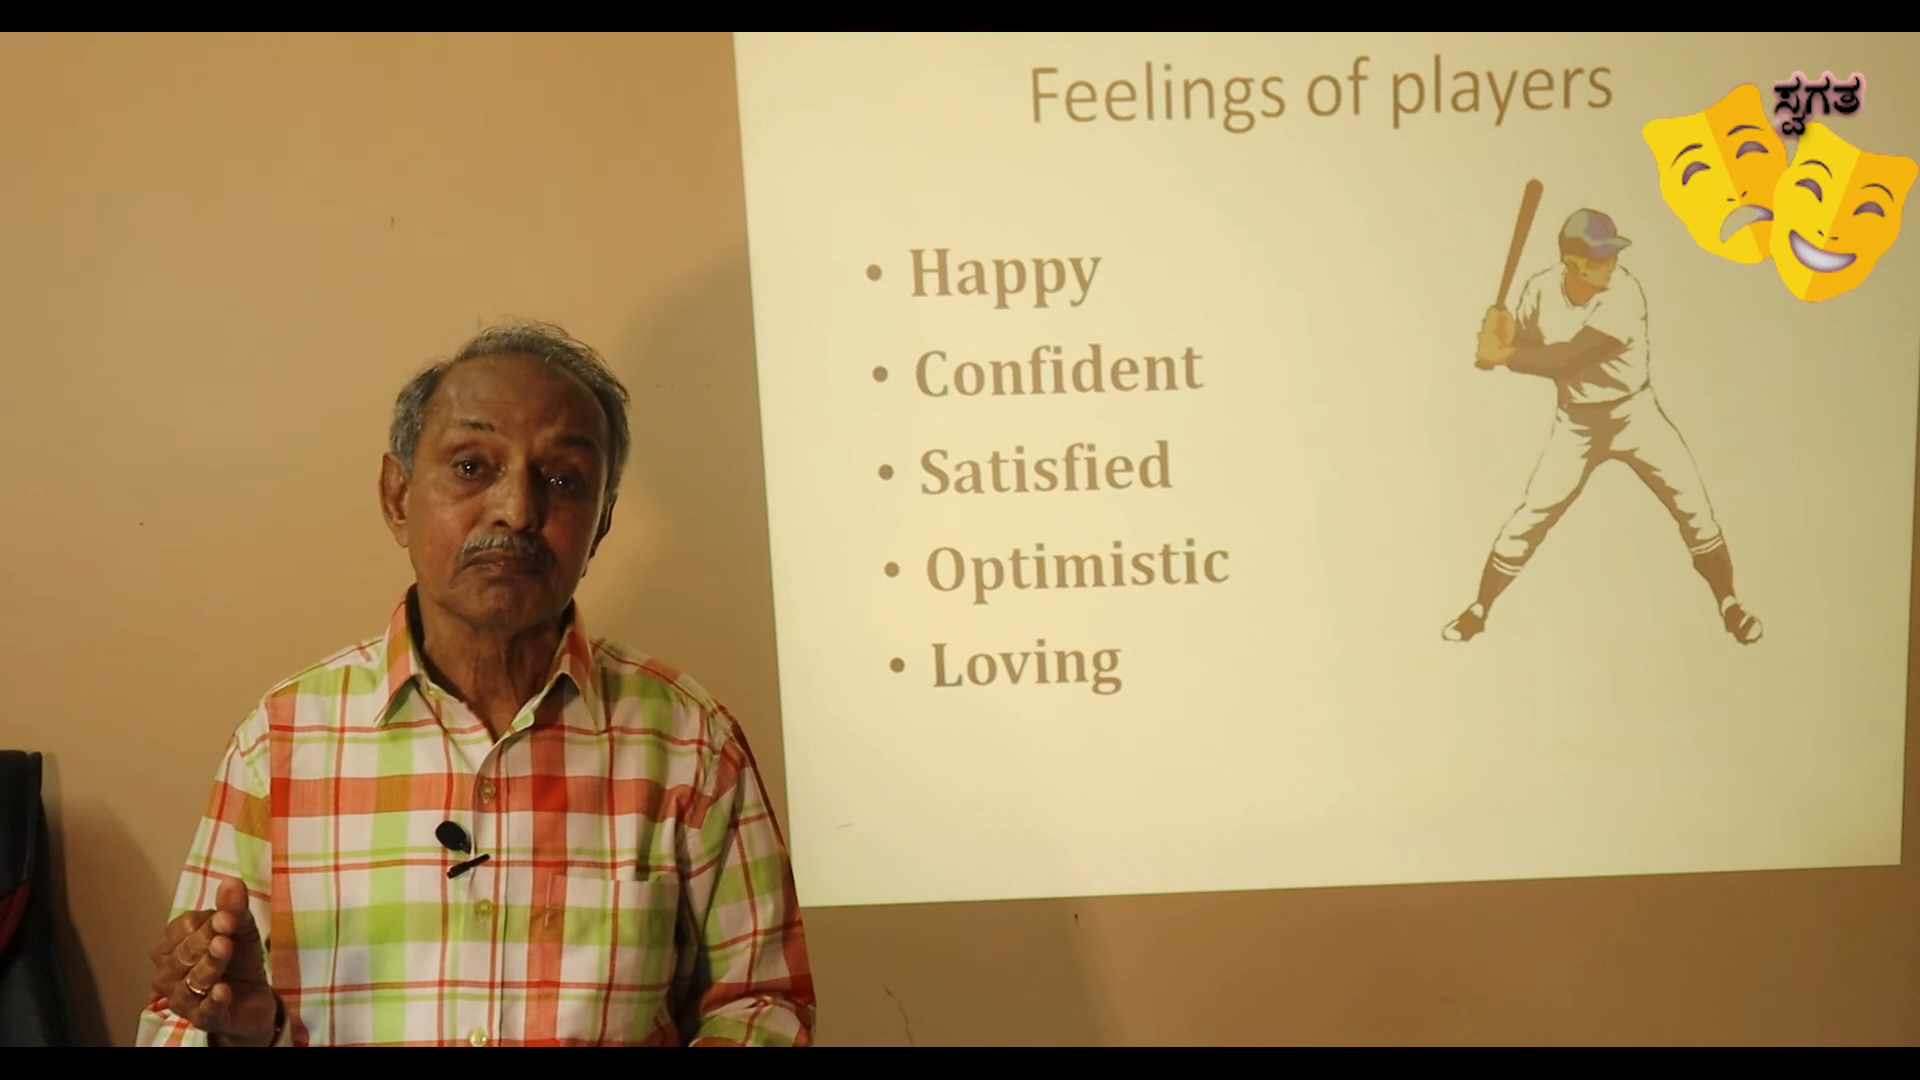 Feelings of players
ಸ್ವಗತ
• Happy
• Confident
• Satisfied
• Optimistic
• Loving